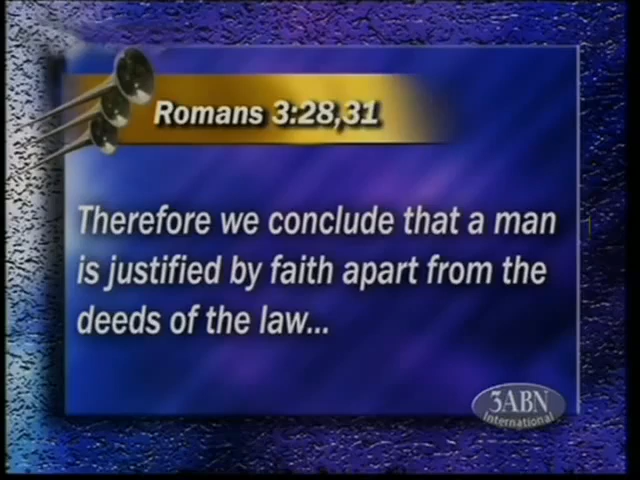 Romans 3:28,31
Therefore we conclude that a man
is justified by faith apart from the
deeds of the law...
3ABN
International